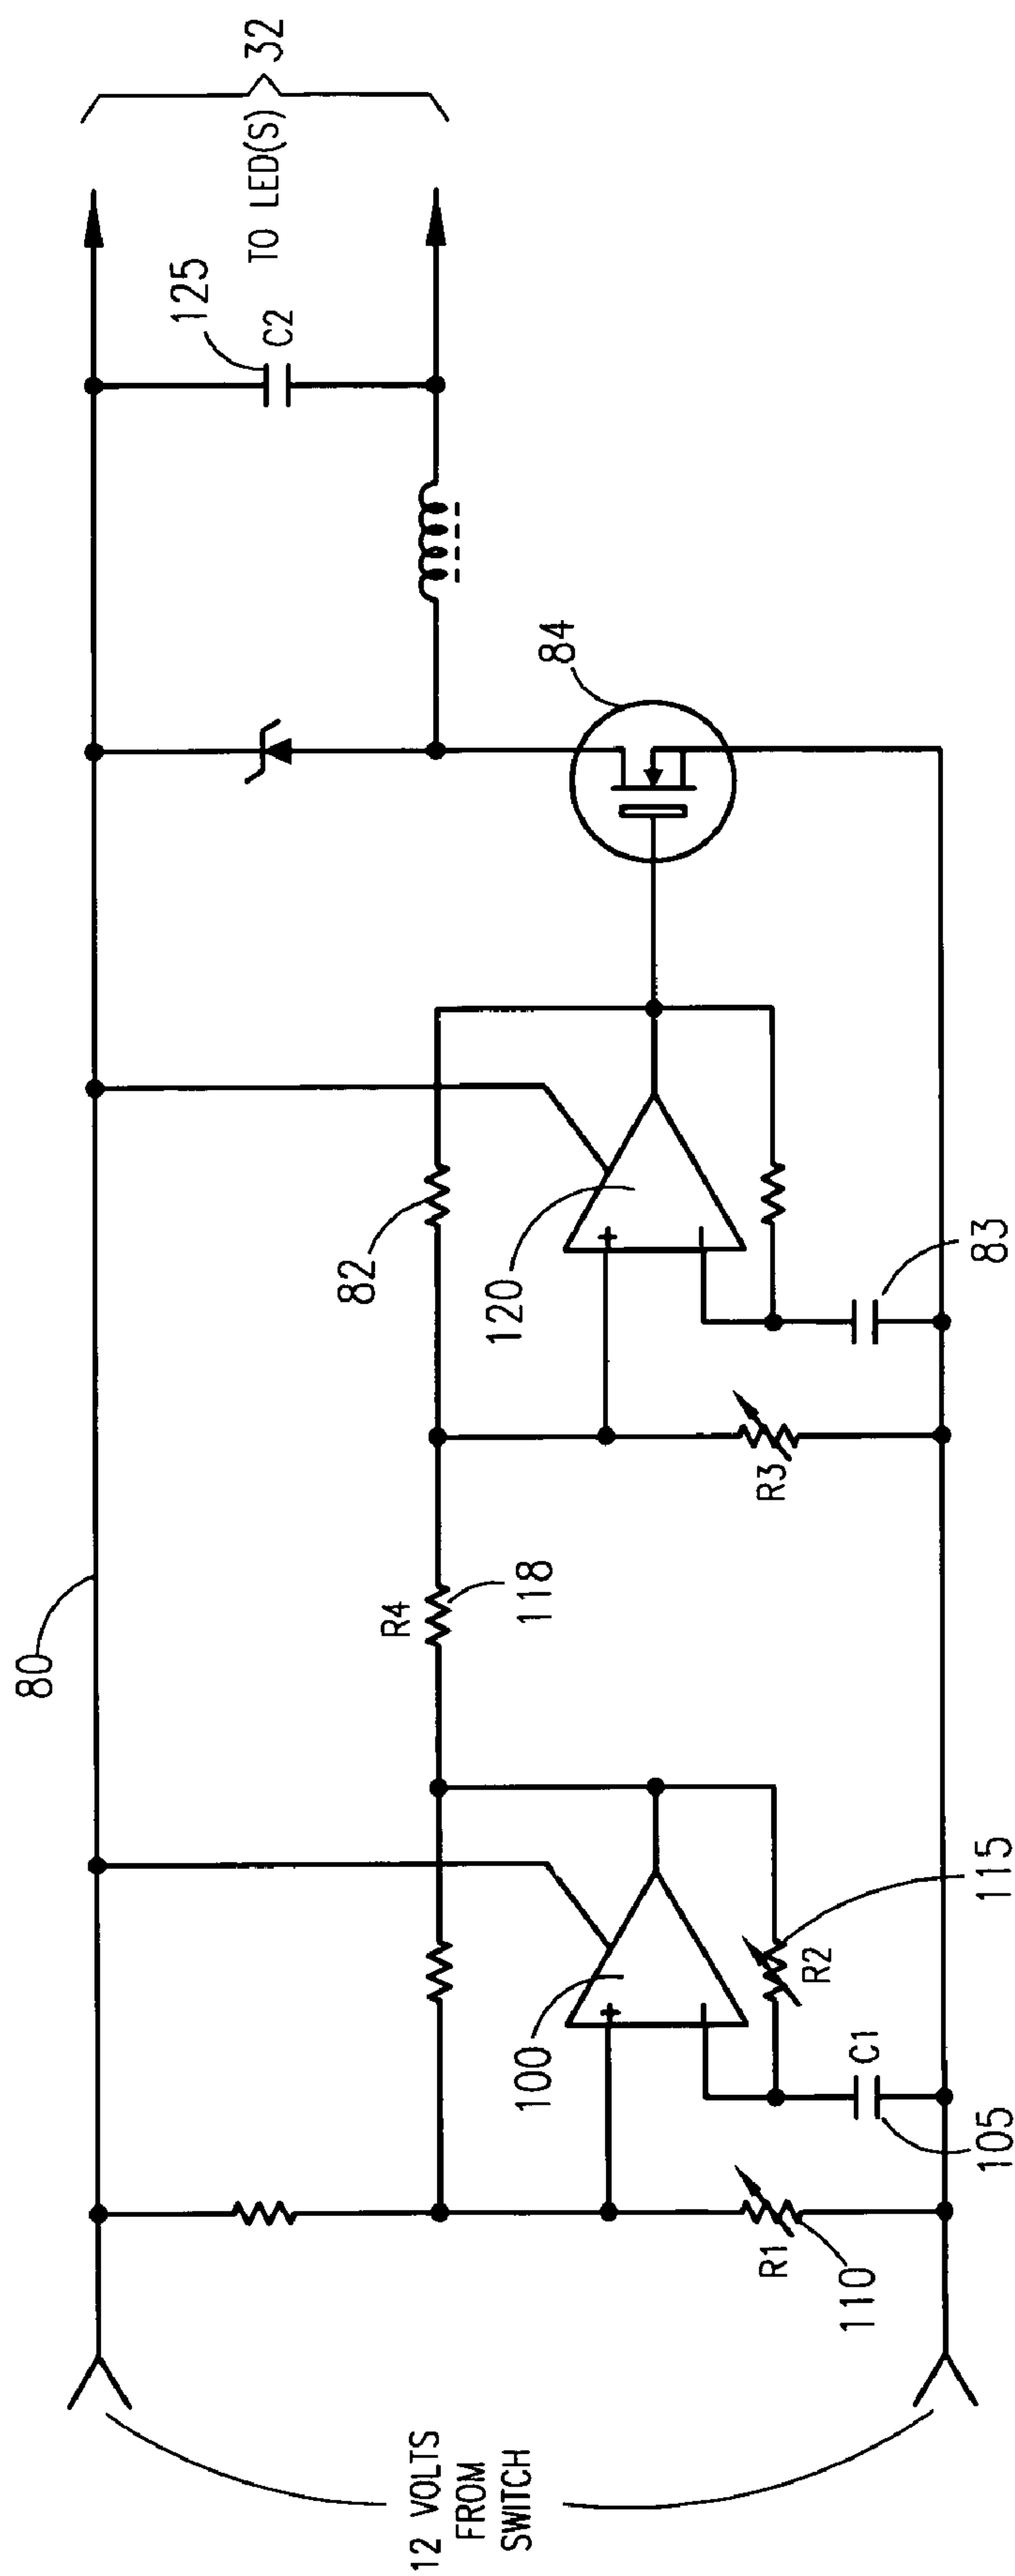 80
32
TO LED(S)
125
C2
84
82
120
83
R3
R4
118
100
115
R2
C1
105
R1
110
12 VOLTS
FROM
SWITCH
+
−
+
−